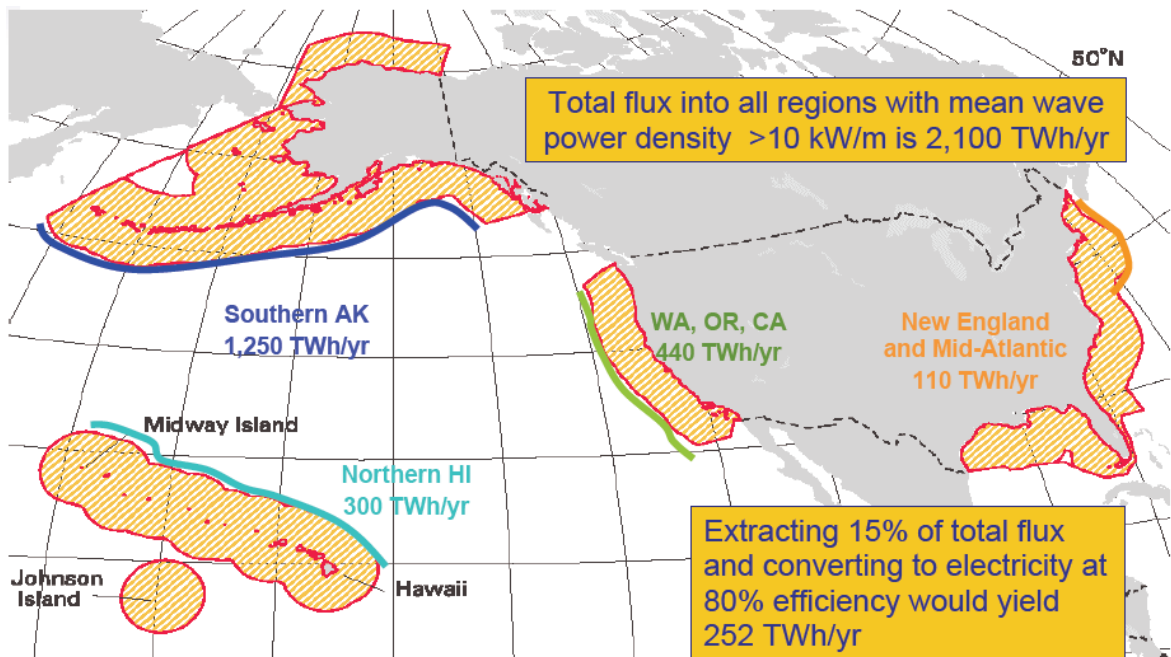 50°N
Total flux into all regions with mean wave
power density >10 kW/m is 2,100 TWh/yr
Southern AK
1,250 TWh/yr
WA, OR, CA
440 TWh/yr
New England
and Mid-Atlantic
110 TWh/yr
Midway Island
Northern HI
300 TWh/yr
Johnson
Island
Hawaii
Extracting 15% of total flux
and converting to electricity at
80% efficiency would yield
252 TWh/yr